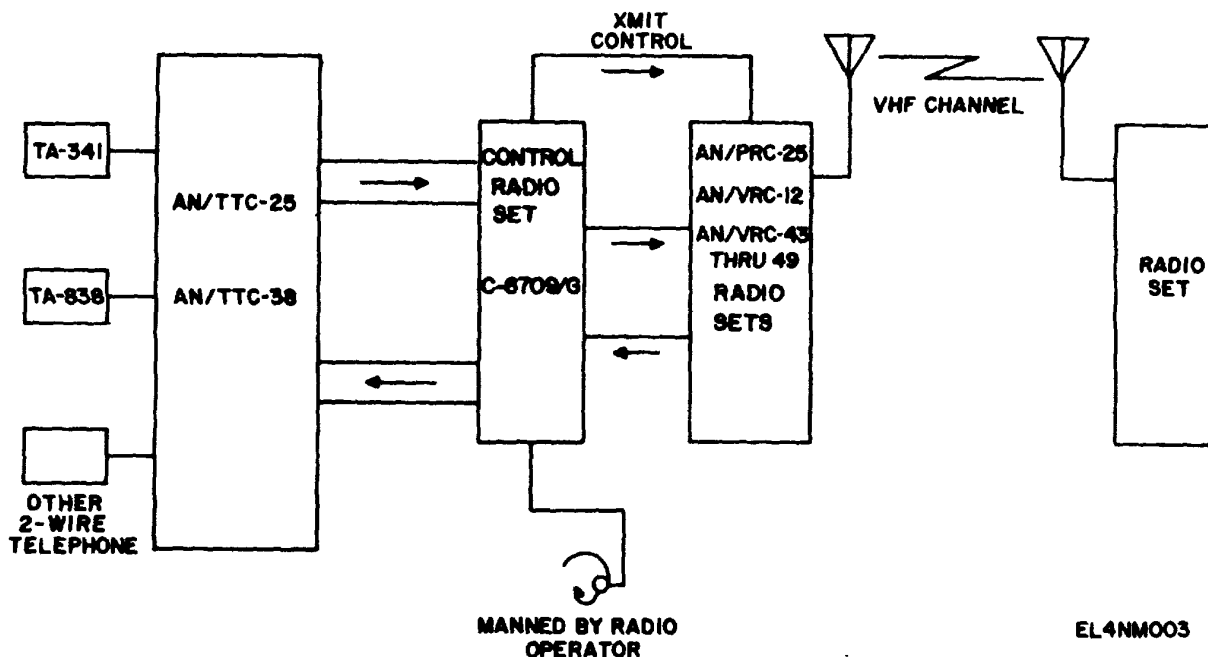 XMIT
CONTROL
VHF CHANNEL
TA-341
TA-838
OTHER
2-WIRE
TELEPHONE
AN/TTC-25
AN/TTC-38
CONTROL
RADIO
SET
C-6709/G
AN/PRC-25
AN/VRC-12
AN/VRC-43
THRU 49
RADIO
SETS
RADIO
SET
MANNED BY RADIO
OPERATOR
EL4NM003